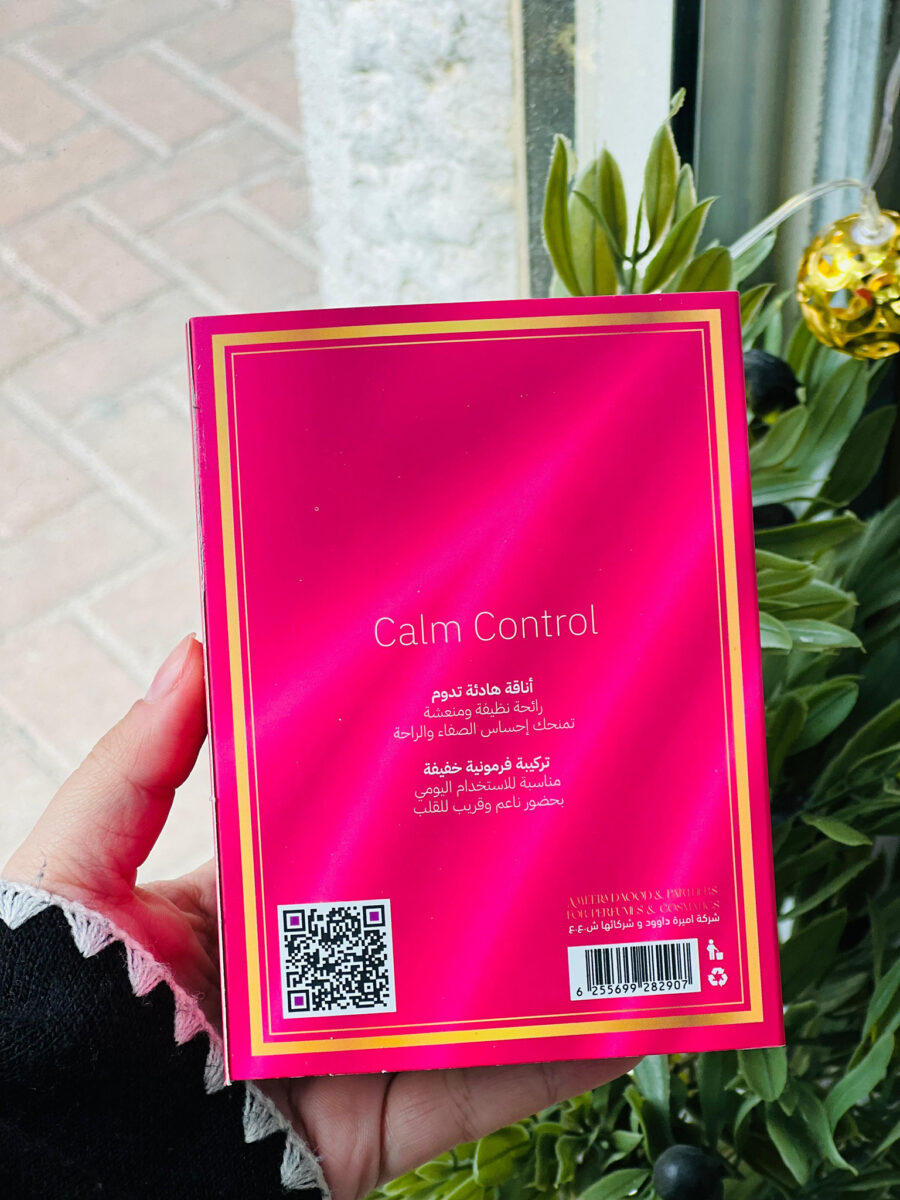 Calm Control
أناقة هادئة تدوم
رائحة نظيفة ومنعشة
تمنحك إحساس الصفاء والراحة
تركيبة فرمونية خفيفة
مناسبة للاستخدام اليومي
بحضور ناعم وقريب للقلب
AMEERA DAOOD & PARTNERS
FOR PERFUMES & COSMATICS
شركة اميرة داوود و شركائها ش.ع.ع
6 255699 282907